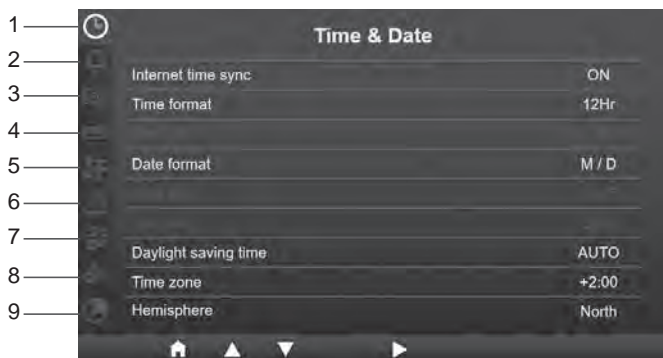 1
Time & Date
2
Internet time sync ON
3
Time format 12Hr
4
5
Date format M / D
6
7
Daylight saving time AUTO
8
Time zone +2:00
9
Hemisphere North